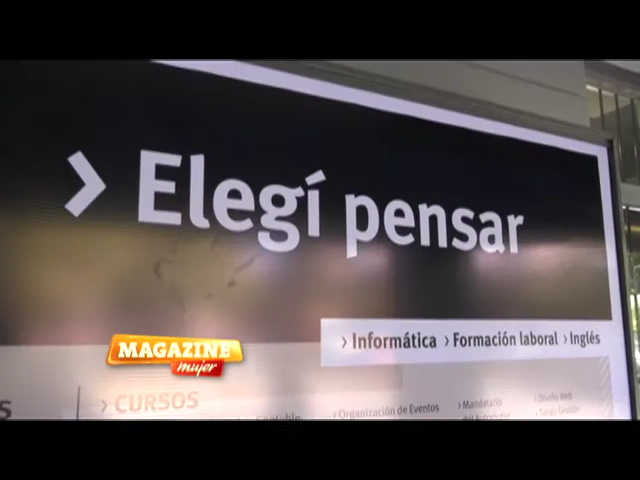 › Elegí pensar
› Informática › Formación laboral › Inglés
MAGAZINE
mujer
› CURSOS
› Organización de Eventos
› Mandatario
› Diseño Web